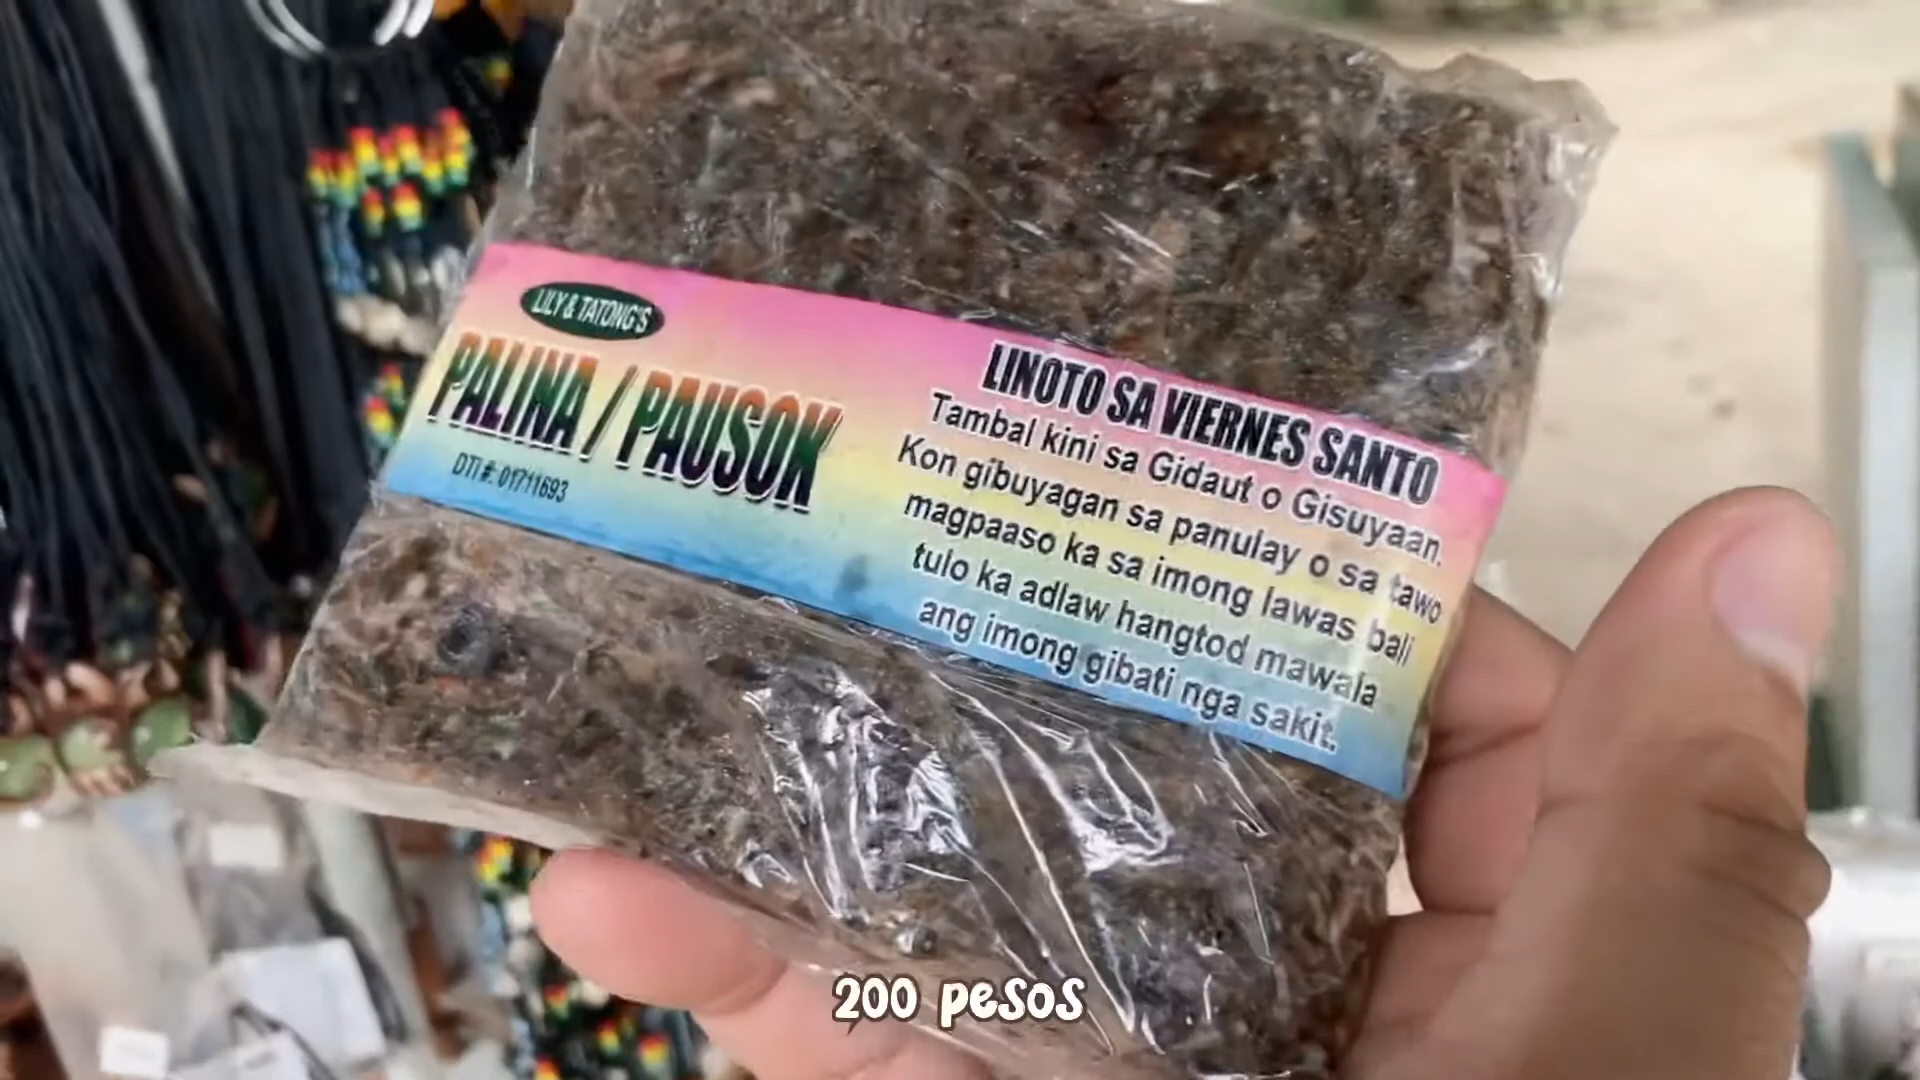 LILY & TATONG'S
PALINA / PAUSOK
DTI #: 01711693
LINOTO SA VIERNES SANTO
Tambal kini sa Gidaut o Gisuyaan.
Kon gibuyagan sa panulay o sa tawo
magpaaso ka sa imong lawas bali
tulo ka adlaw hangtod mawala
ang imong gibati nga sakit.
200 pesos